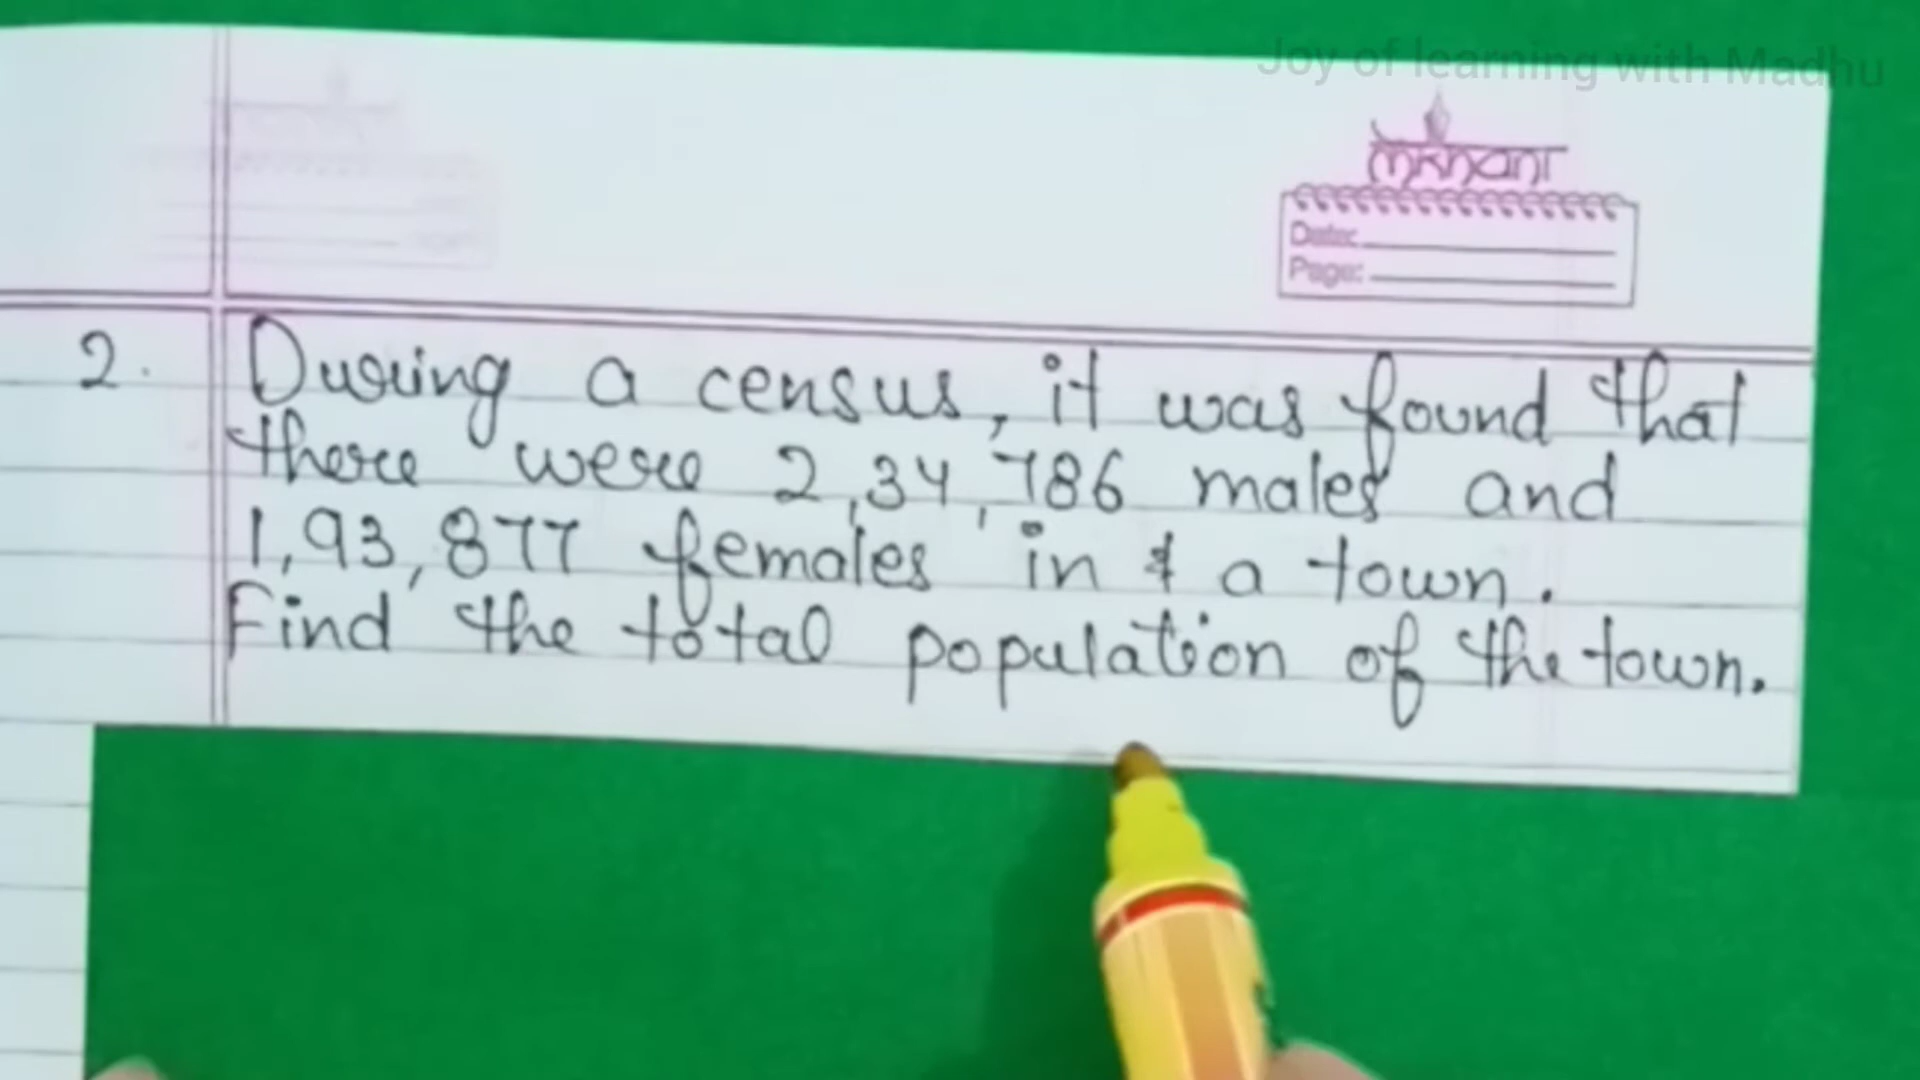 Joy of learning with Madhu
Date:
Page:
2. During a census, it was found that
there were 2,34,786 males and
1,93,877 females in a town.
Find the total population of the town.